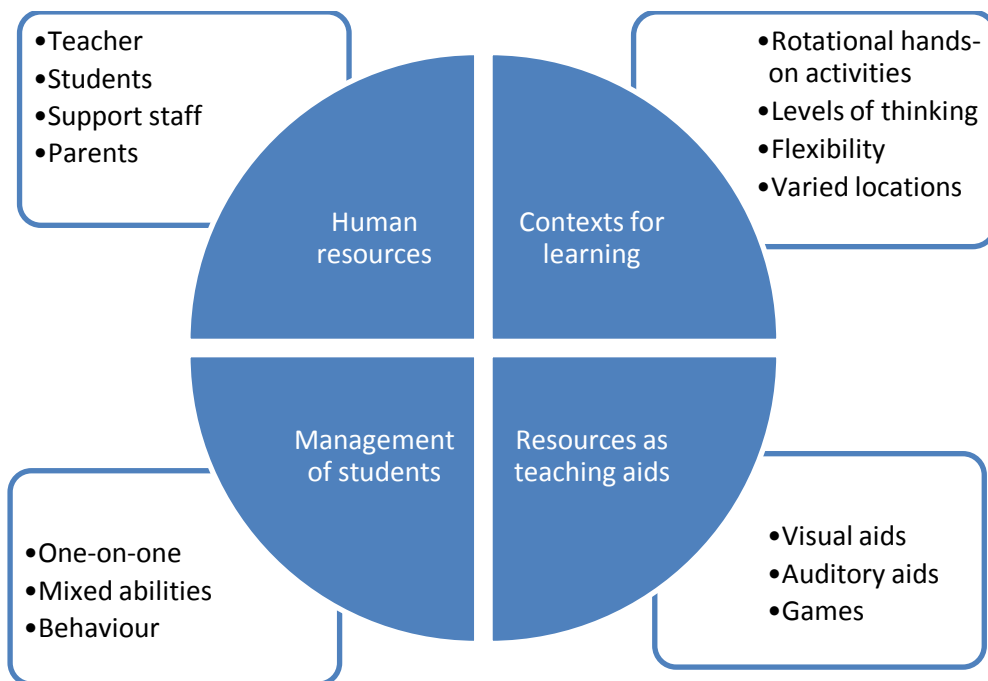 •Teacher
•Students
•Support staff
•Parents
•Rotational hands-
on activities
•Levels of thinking
•Flexibility
•Varied locations
Human
resources
Contexts for
learning
Management
of students
Resources as
teaching aids
•One-on-one
•Mixed abilities
•Behaviour
•Visual aids
•Auditory aids
•Games